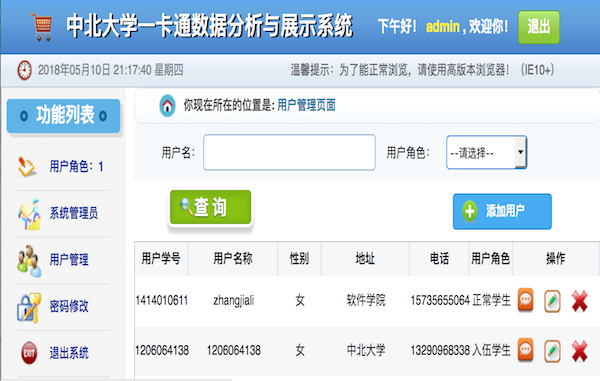 中北大学一卡通数据分析与展示系统 下午好！ admin , 欢迎你！ 退出
2018年05月10日 21:17:40 星期四 温馨提示：为了能正常浏览，请使用高版本浏览器！（IE10+）
功能列表
你现在所在的位置是: 用户管理页面
用户名： 用户角色： --请选择--
用户角色：1
查 询 添加用户
系统管理员
用户学号 用户名称 性别 地址 电话 用户角色 操作
用户管理
1414010611 zhangjiali 女 软件学院 15735655064 正常学生
密码修改
1206064138 1206064138 女 中北大学 13290968338 入伍学生
EXIT 退出系统